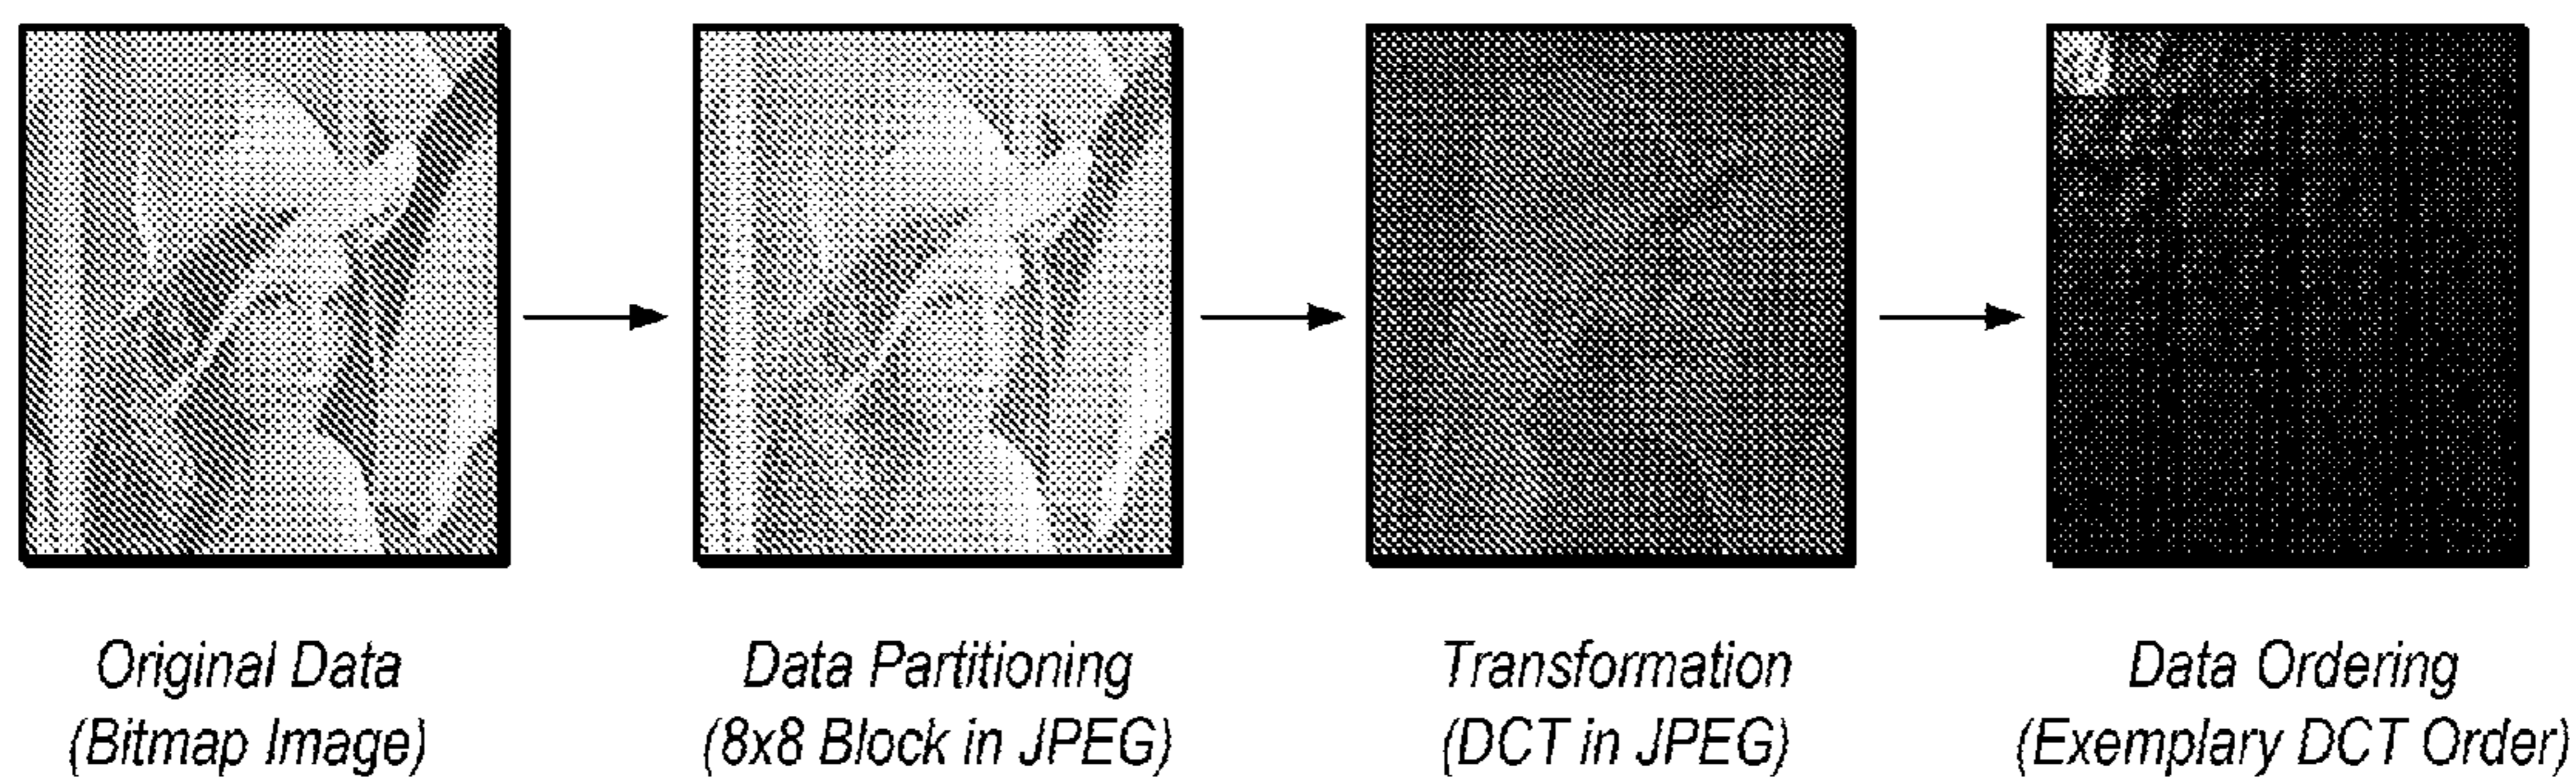 Original Data
(Bitmap Image)
Data Partitioning
(8x8 Block in JPEG)
Transformation
(DCT in JPEG)
Data Ordering
(Exemplary DCT Order)